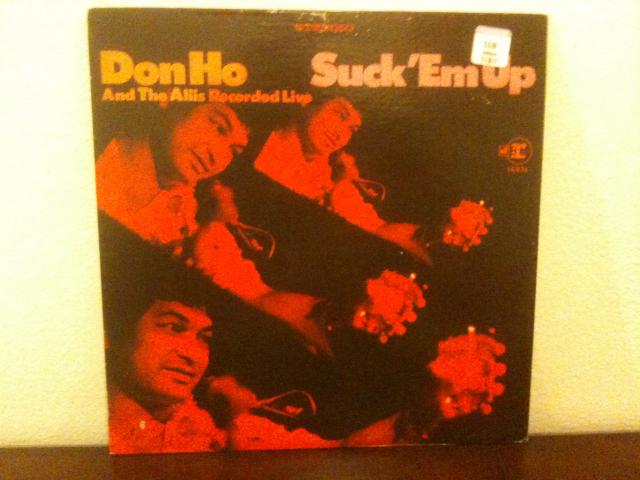 Don Ho
Suck 'Em Up
And The Aliis Recorded Live